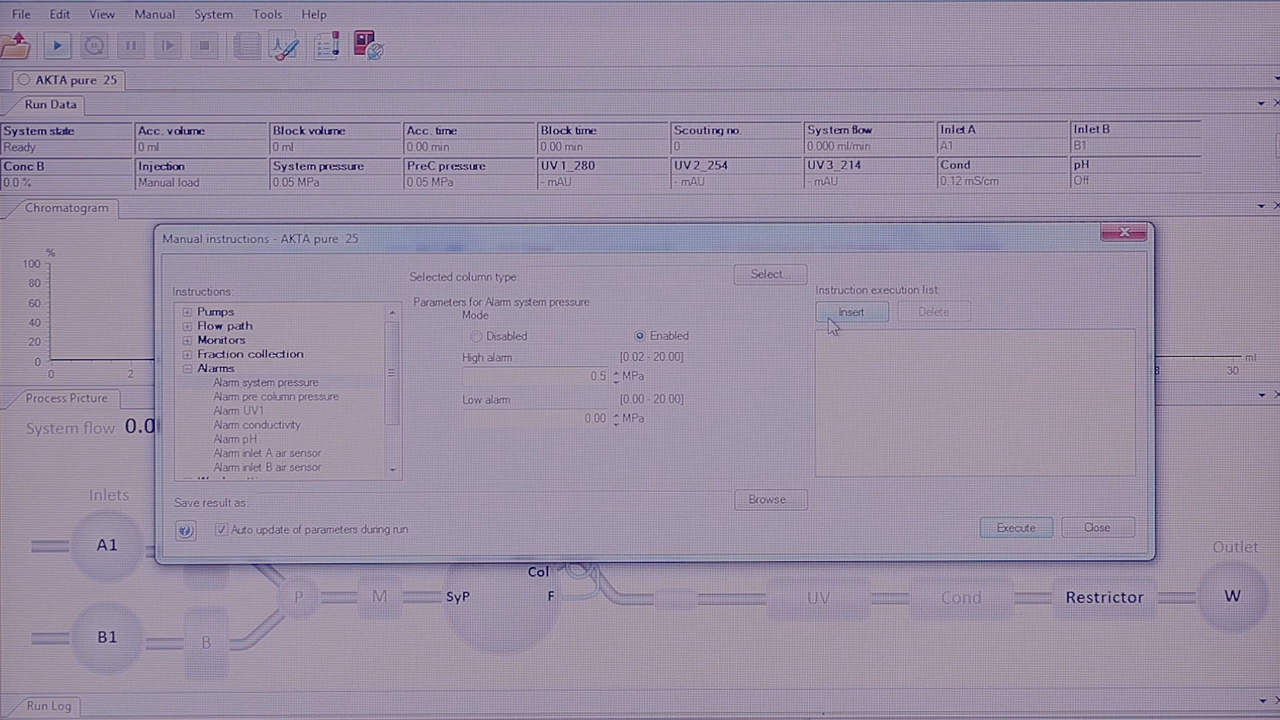 File Edit View Manual System Tools Help
AKTA pure 25
Run Data
System state Acc. volume Block volume Acc. time Block time Scouting no. System flow Inlet A Inlet B
Ready 0 ml 0 ml 0.00 min 0.00 min 0 0.000 ml/min A1 B1
Conc B Injection System pressure PreC pressure UV 1_280 UV 2_254 UV 3_214 Cond pH
0.0 % Manual load 0.05 MPa 0.05 MPa - mAU - mAU - mAU 0.12 mS/cm Off
Chromatogram
Manual instructions - AKTA pure 25
%
100
80
60
40
20
0
0 2 30 ml
Selected column type: Select...
Instructions:
Pumps
Flow path
Monitors
Fraction collection
Alarms
Alarm system pressure
Alarm pre column pressure
Alarm UV1
Alarm conductivity
Alarm pH
Alarm inlet A air sensor
Alarm inlet B air sensor
Parameters for Alarm system pressure
Mode
Disabled Enabled
High alarm [0.02 - 20.00]
0.5 MPa
Low alarm [0.00 - 20.00]
0.00 MPa
Instruction execution list:
Insert Delete
Save result as: Browse...
Auto update of parameters during run
Execute Close
Process Picture
System flow 0.0
Inlets
A1
B1 B
P M SyP
Col
F
UV Cond Restrictor W
Outlet
Run Log